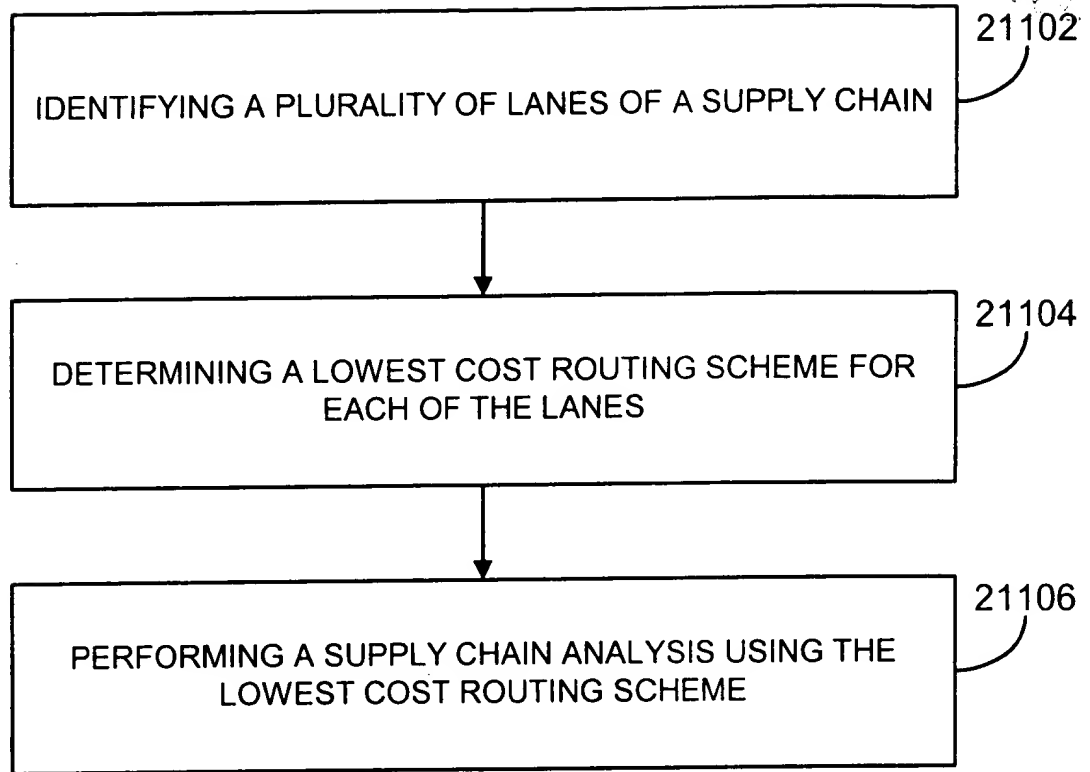 21102
IDENTIFYING A PLURALITY OF LANES OF A SUPPLY CHAIN
21104
DETERMINING A LOWEST COST ROUTING SCHEME FOR
EACH OF THE LANES
21106
PERFORMING A SUPPLY CHAIN ANALYSIS USING THE
LOWEST COST ROUTING SCHEME